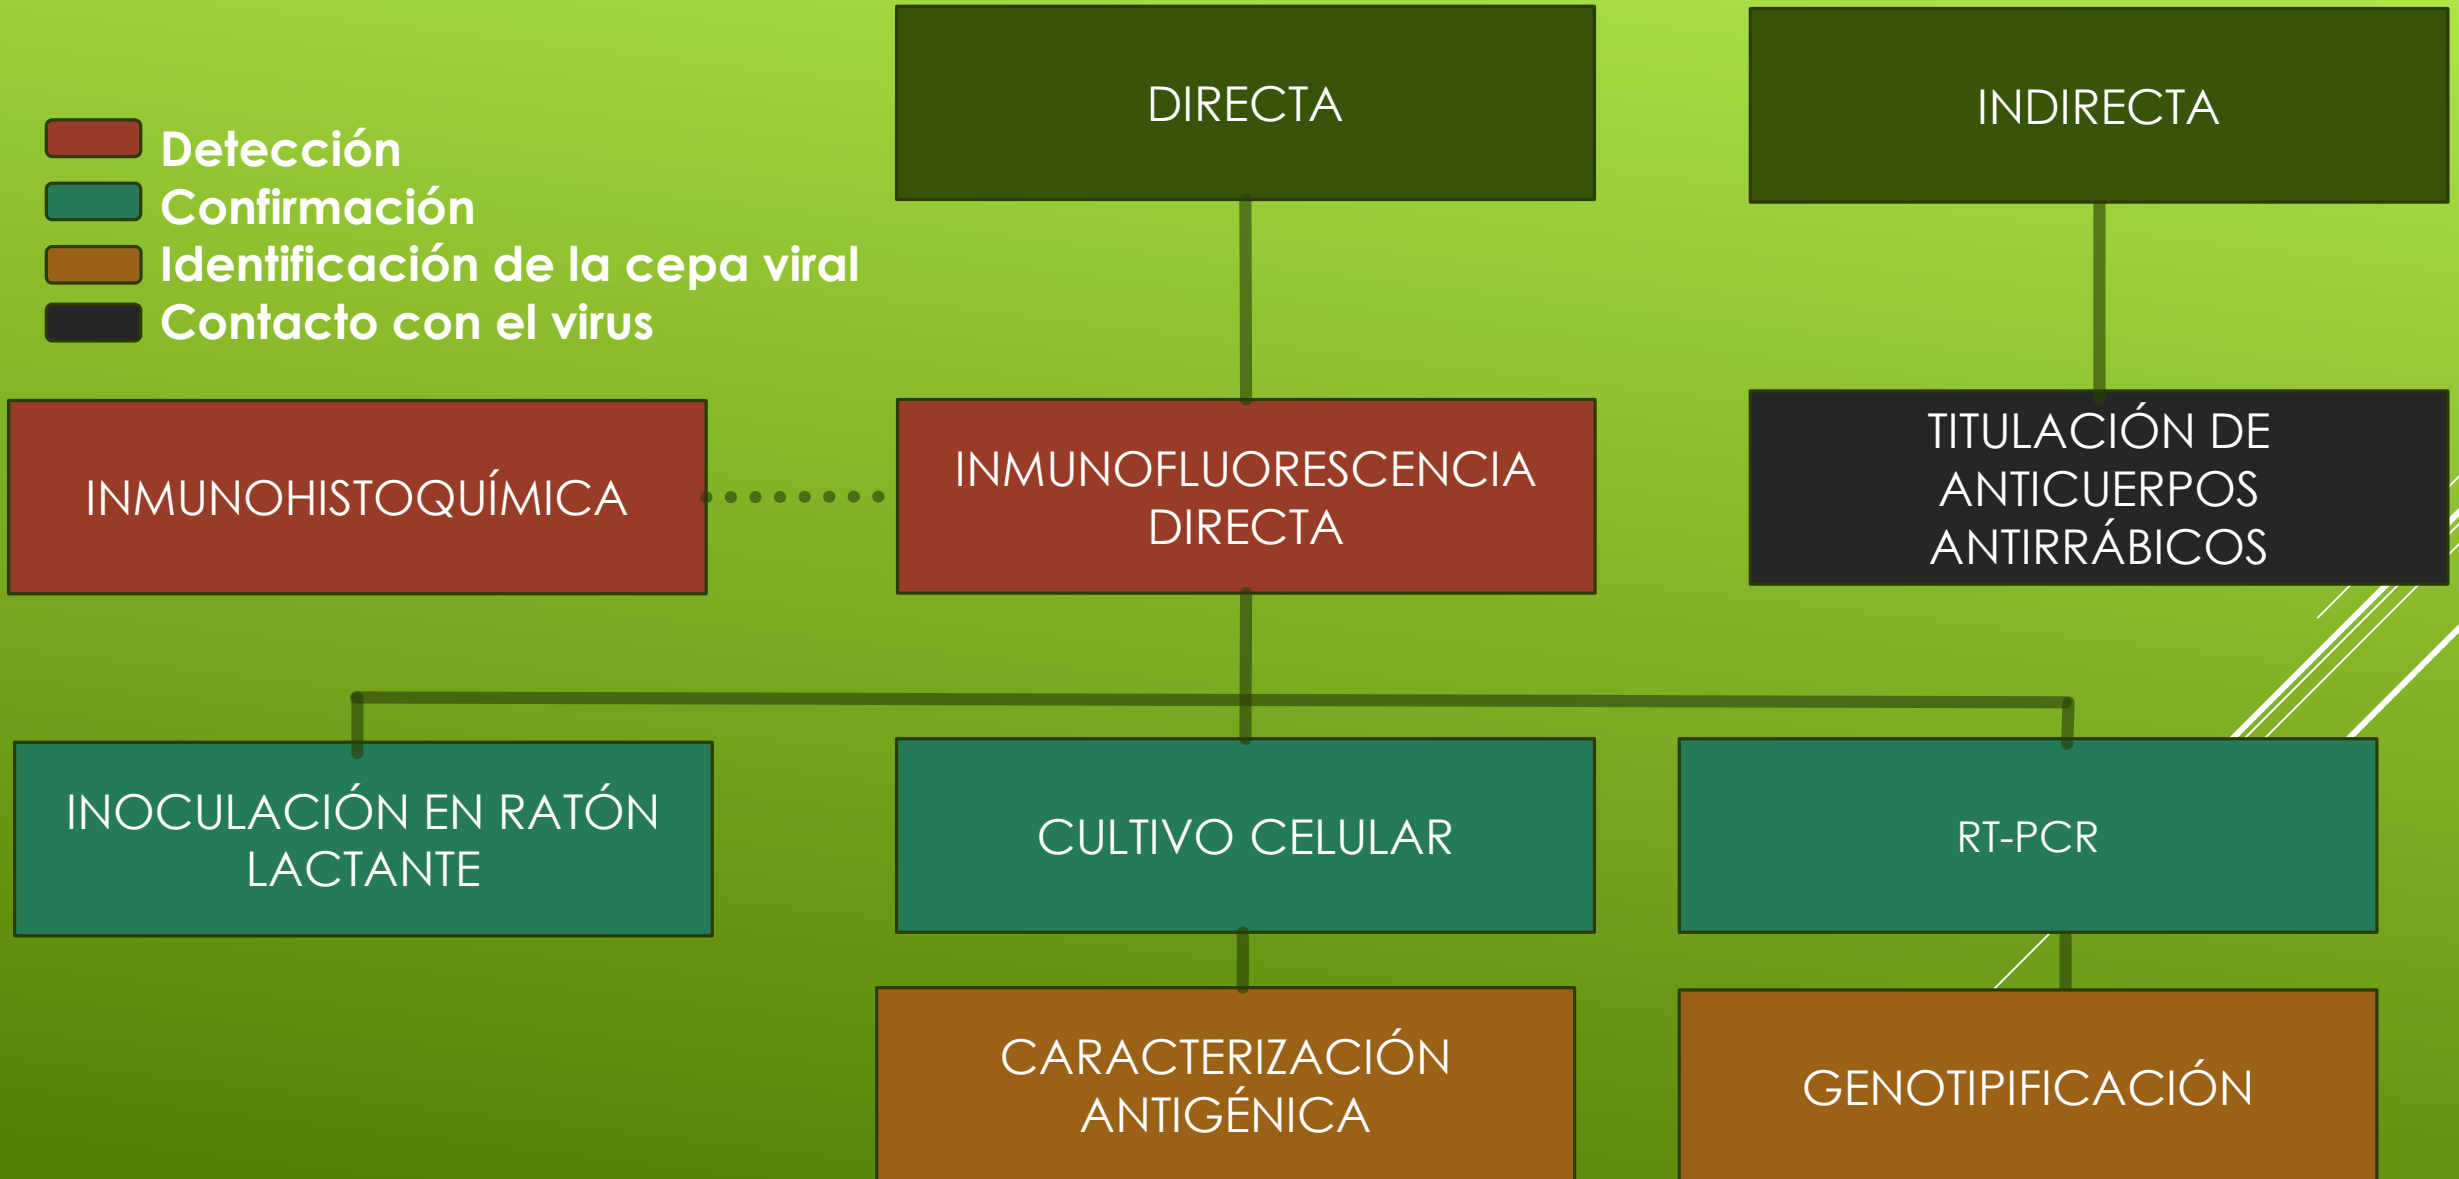 DIRECTA
INDIRECTA
Detección
Confirmación
Identificación de la cepa viral
Contacto con el virus
INMUNOHISTOQUÍMICA
INMUNOFLUORESCENCIA
DIRECTA
TITULACIÓN DE
ANTICUERPOS
ANTIRRÁBICOS
INOCULACIÓN EN RATÓN
LACTANTE
CULTIVO CELULAR
RT-PCR
CARACTERIZACIÓN
ANTIGÉNICA
GENOTIPIFICACIÓN